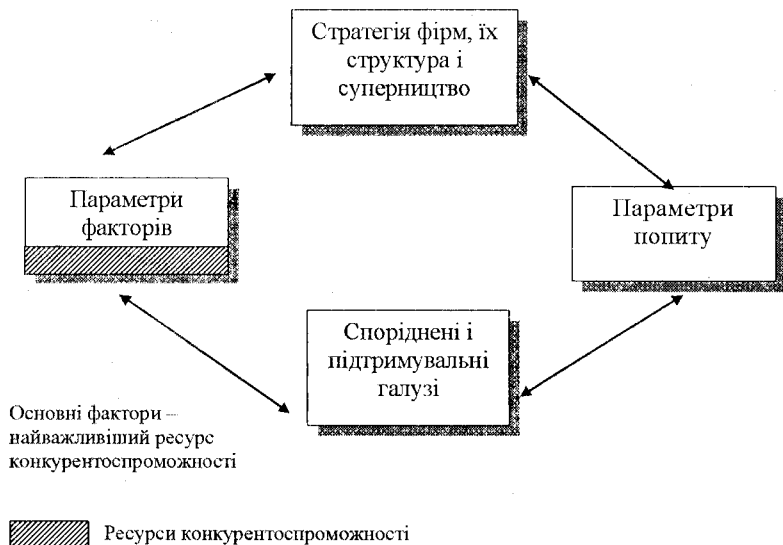 Стратегія фірм, їх
структура і
суперництво
Параметри
факторів
Параметри
попиту
Споріднені і
підтримувальні
галузі
Основні фактори –
найважливіший ресурс
конкурентоспроможності
Ресурси конкурентоспроможності